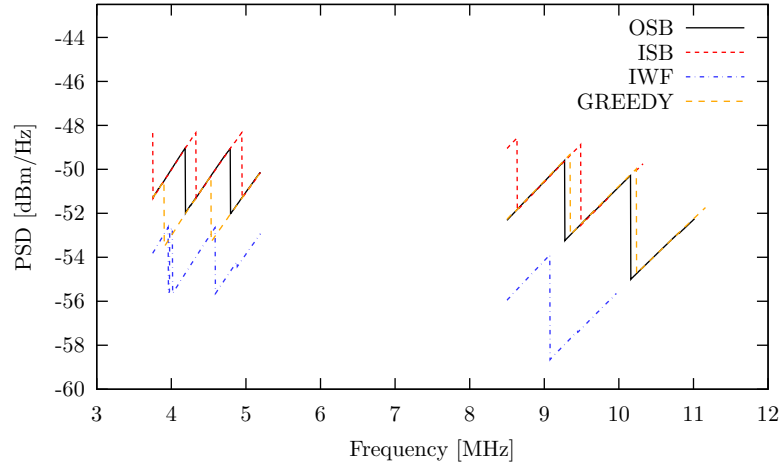 -44
-46
-48
-50
-52
-54
-56
-58
-60
PSD [dBm/Hz]
OSB
ISB
IWF
GREEDY
3 4 5 6 7 8 9 10 11 12
Frequency [MHz]